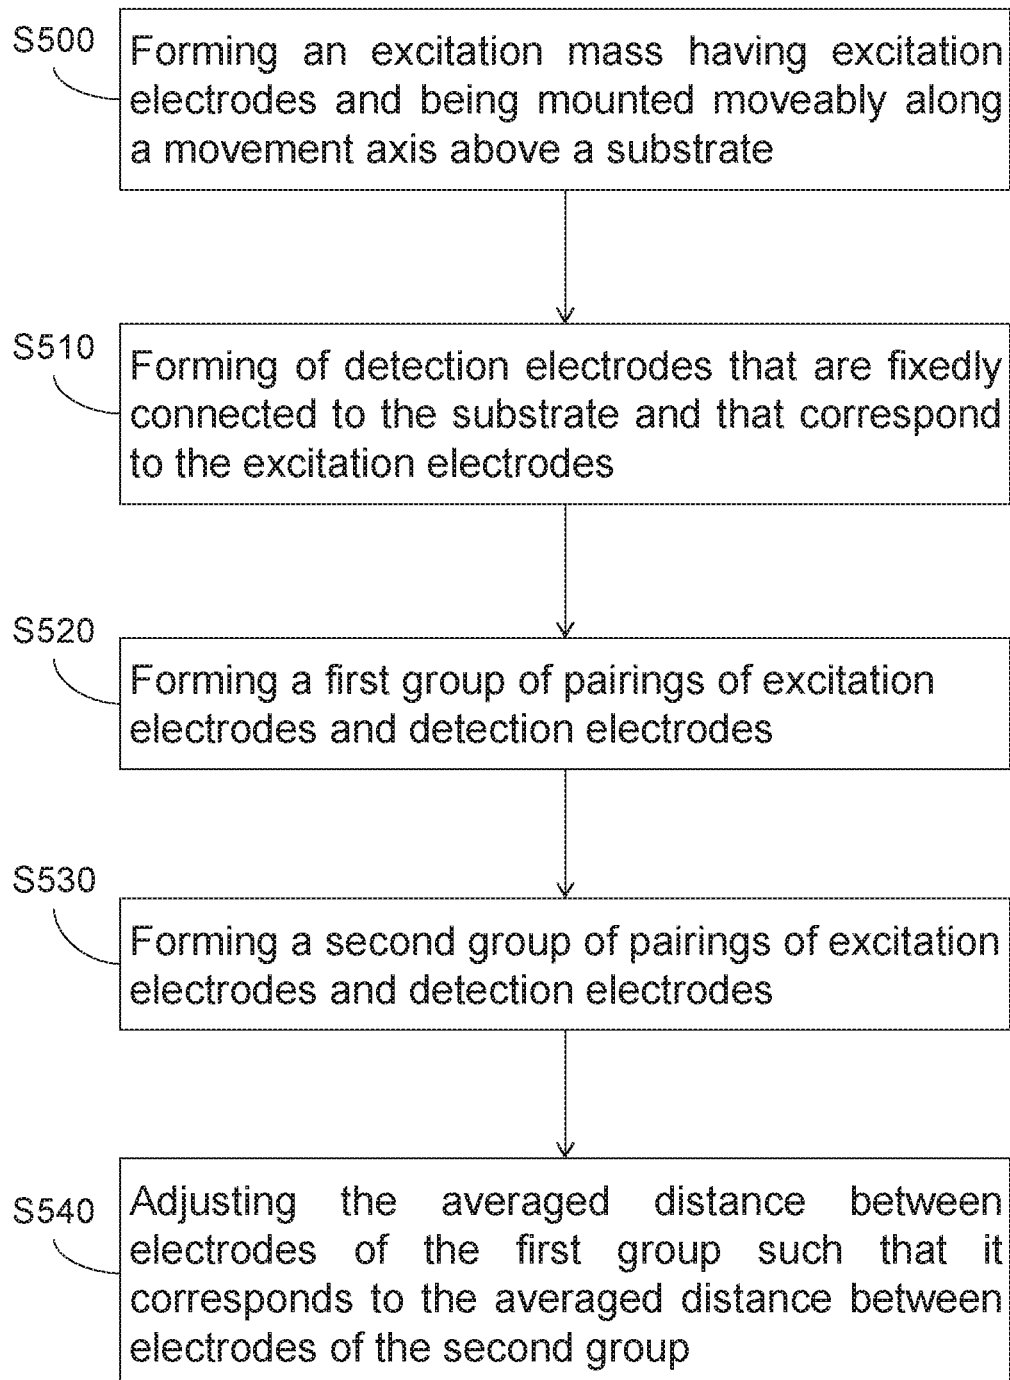 S500
Forming an excitation mass having excitation
electrodes and being mounted moveably along
a movement axis above a substrate
S510
Forming of detection electrodes that are fixedly
connected to the substrate and that correspond
to the excitation electrodes
S520
Forming a first group of pairings of excitation
electrodes and detection electrodes
S530
Forming a second group of pairings of excitation
electrodes and detection electrodes
S540
Adjusting the averaged distance between
electrodes of the first group such that it
corresponds to the averaged distance between
electrodes of the second group